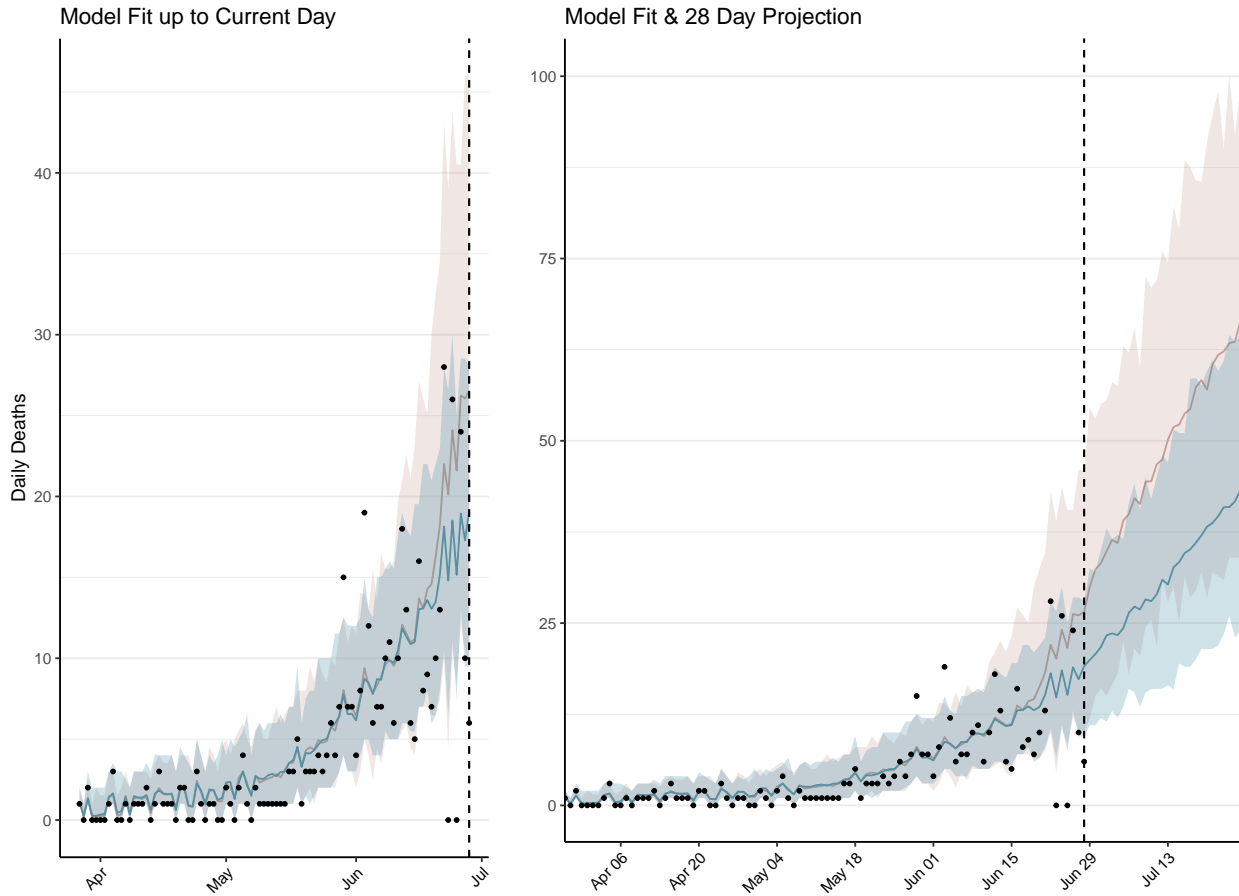 Model Fit up to Current Day
Daily Deaths
40
30
20
10
0
Apr
May
Jun
Jul
Model Fit & 28 Day Projection
100
75
50
25
0
Apr 06
Apr 20
May 04
May 18
Jun 01
Jun 15
Jun 29
Jul 13